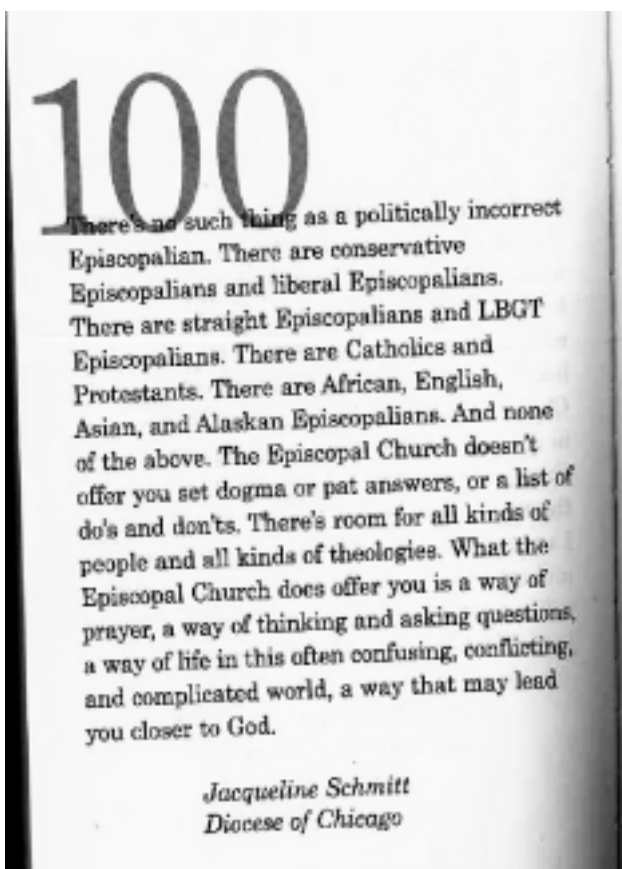 100
There's no such thing as a politically incorrect
Episcopalian. There are conservative
Episcopalians and liberal Episcopalians.
There are straight Episcopalians and LBGT
Episcopalians. There are Catholics and
Protestants. There are African, English,
Asian, and Alaskan Episcopalians. And none
of the above. The Episcopal Church doesn't
offer you set dogma or pat answers, or a list of
do's and don'ts. There's room for all kinds of
people and all kinds of theologies. What the
Episcopal Church does offer you is a way of
prayer, a way of thinking and asking questions,
a way of life in this often confusing, conflicting,
and complicated world, a way that may lead
you closer to God.
Jacqueline Schmitt
Diocese of Chicago